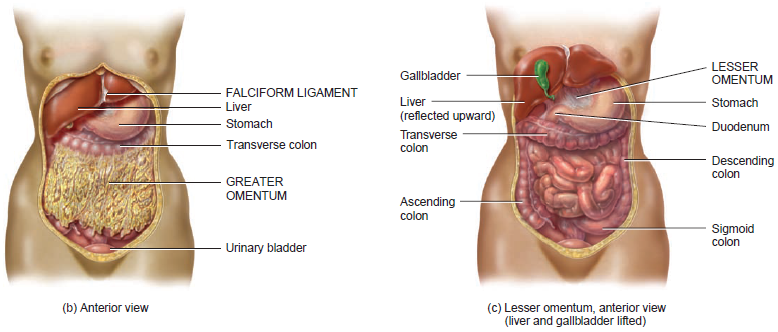 FALCIFORM LIGAMENT
Liver
Stomach
Transverse colon
GREATER
OMENTUM
Urinary bladder
(b) Anterior view
Gallbladder
Liver
(reflected upward)
Transverse
colon
Ascending
colon
LESSER
OMENTUM
Stomach
Duodenum
Descending
colon
Sigmoid
colon
(c) Lesser omentum, anterior view
(liver and gallbladder lifted)